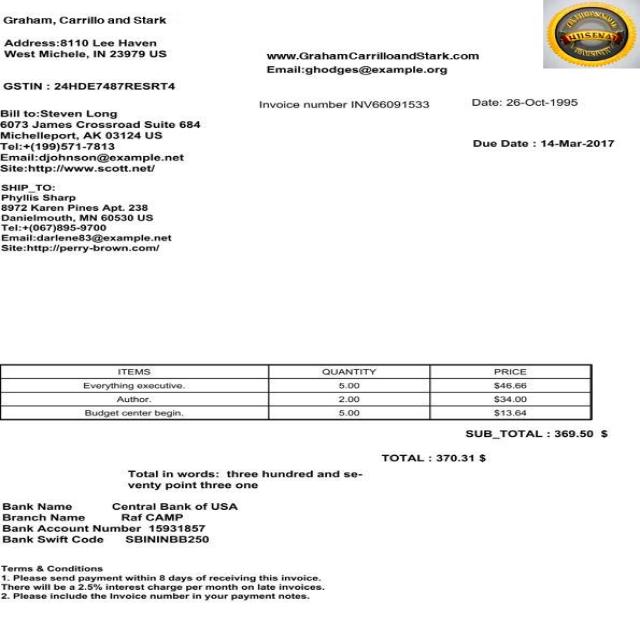 Graham, Carrillo and Stark
Address:8110 Lee Haven
West Michele, IN 23979 US
www.GrahamCarrilloandStark.com
Email:ghodges@example.org
GSTIN : 24HDE7487RESRT4
Invoice number INV66091533
Date: 26-Oct-1995
Due Date : 14-Mar-2017
Bill to:Steven Long
6073 James Crossroad Suite 684
Michelleport, AK 03124 US
Tel:+(199)571-7813
Email:djohnson@example.net
Site:http://www.scott.net/
SHIP_TO:
Phyllis Sharp
8972 Karen Pines Apt. 238
Danielmouth, MN 60530 US
Tel:+(067)895-9700
Email:darlene83@example.net
Site:http://perry-brown.com/
ITEMS QUANTITY PRICE
Everything executive. 5.00 $46.66
Author. 2.00 $34.00
Budget center begin. 5.00 $13.64
SUB_TOTAL : 369.50 $
TOTAL : 370.31 $
Total in words: three hundred and se-
venty point three one
Bank Name Central Bank of USA
Branch Name Raf CAMP
Bank Account Number 15931857
Bank Swift Code SBININBB250
Terms & Conditions
1. Please send payment within 8 days of receiving this invoice.
There will be a 2.5% interest charge per month on late invoices.
2. Please include the Invoice number in your payment notes.